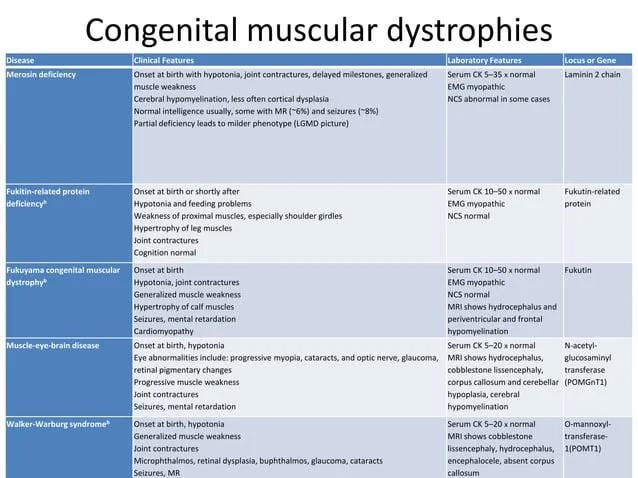 Congenital muscular dystrophies
Disease Clinical Features Laboratory Features Locus or Gene
Merosin deficiency
Onset at birth with hypotonia, joint contractures, delayed milestones, generalized
muscle weakness
Cerebral hypomyelination, less often cortical dysplasia
Normal intelligence usually, some with MR (~6%) and seizures (~8%)
Partial deficiency leads to milder phenotype (LGMD picture)
Serum CK 5–35 x normal
EMG myopathic
NCS abnormal in some cases
Laminin 2 chain
Fukitin-related protein
deficiencyᵇ
Onset at birth or shortly after
Hypotonia and feeding problems
Weakness of proximal muscles, especially shoulder girdles
Hypertrophy of leg muscles
Joint contractures
Cognition normal
Serum CK 10–50 x normal
EMG myopathic
NCS normal
Fukutin-related
protein
Fukuyama congenital muscular
dystrophyᵇ
Onset at birth
Hypotonia, joint contractures
Generalized muscle weakness
Hypertrophy of calf muscles
Seizures, mental retardation
Cardiomyopathy
Serum CK 10–50 x normal
EMG myopathic
NCS normal
MRI shows hydrocephalus and
periventricular and frontal
hypomyelination
Fukutin
Muscle-eye-brain disease
Onset at birth, hypotonia
Eye abnormalities include: progressive myopia, cataracts, and optic nerve, glaucoma,
retinal pigmentary changes
Progressive muscle weakness
Joint contractures
Seizures, mental retardation
Serum CK 5–20 x normal
MRI shows hydrocephalus,
cobblestone lissencephaly,
corpus callosum and cerebellar
hypoplasia, cerebral
hypomyelination
N-acetyl-
glucosaminyl
transferase
(POMGnT1)
Walker-Warburg syndromeᵇ
Onset at birth, hypotonia
Generalized muscle weakness
Joint contractures
Microphthalmos, retinal dysplasia, buphthalmos, glaucoma, cataracts
Seizures, MR
Serum CK 5–20 x normal
MRI shows cobblestone
lissencephaly, hydrocephalus,
encephalocele, absent corpus
callosum
O-mannoxyl-
transferase-
1(POMT1)